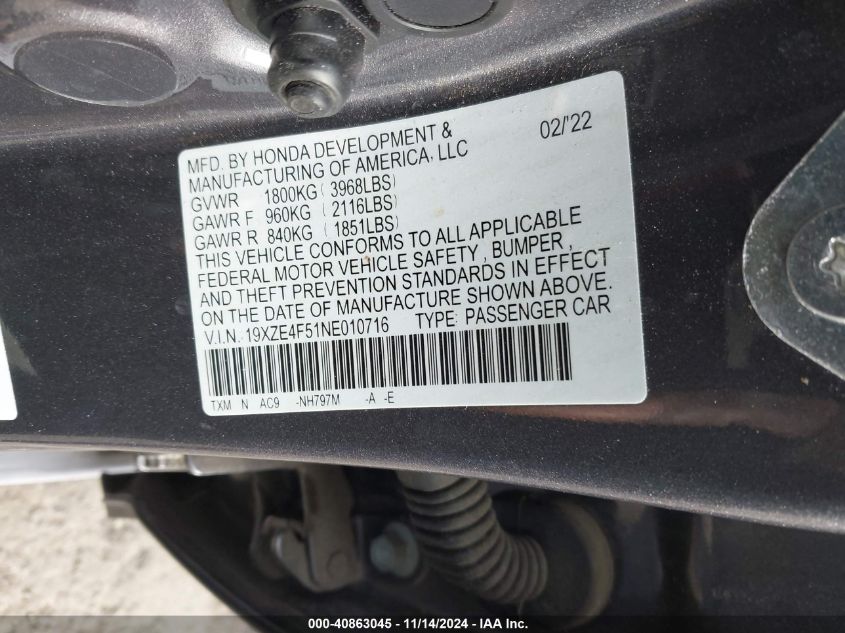 MFD. BY HONDA DEVELOPMENT & 02/'22
MANUFACTURING OF AMERICA, LLC
GVWR 1800KG ( 3968LBS)
GAWR F 960KG ( 2116LBS)
GAWR R 840KG ( 1851LBS)
THIS VEHICLE CONFORMS TO ALL APPLICABLE
FEDERAL MOTOR VEHICLE SAFETY , BUMPER ,
AND THEFT PREVENTION STANDARDS IN EFFECT
ON THE DATE OF MANUFACTURE SHOWN ABOVE.
V.I.N. 19XZE4F51NE010716 TYPE: PASSENGER CAR
TXM N AC9 -NH797M -A -E
000-40863045 - 11/14/2024 - IAA Inc.